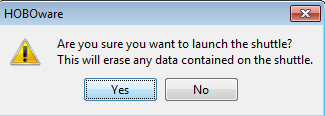 HOBOware
Are you sure you want to launch the shuttle?
This will erase any data contained on the shuttle.
Yes No